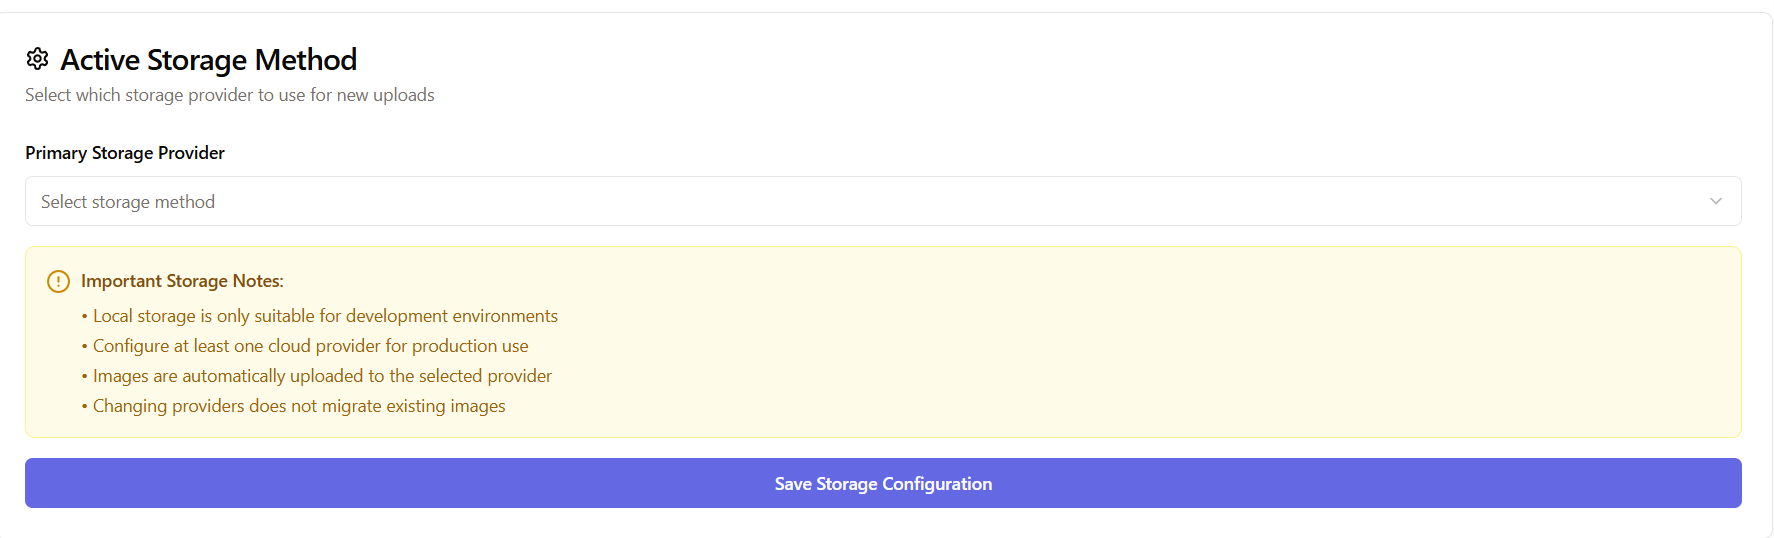 Active Storage Method
Select which storage provider to use for new uploads
Primary Storage Provider
Select storage method
Important Storage Notes:
• Local storage is only suitable for development environments
• Configure at least one cloud provider for production use
• Images are automatically uploaded to the selected provider
• Changing providers does not migrate existing images
Save Storage Configuration